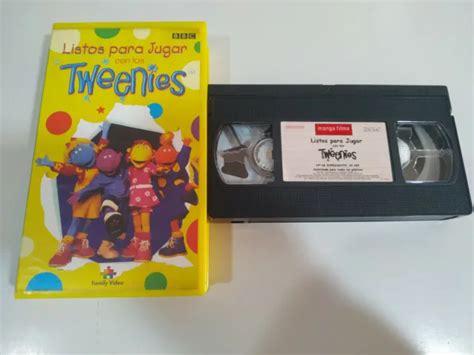 BBC
Listos para Jugar
con los
Tweenies
Family Video
manga films
Listos para Jugar
con los
Tweenies